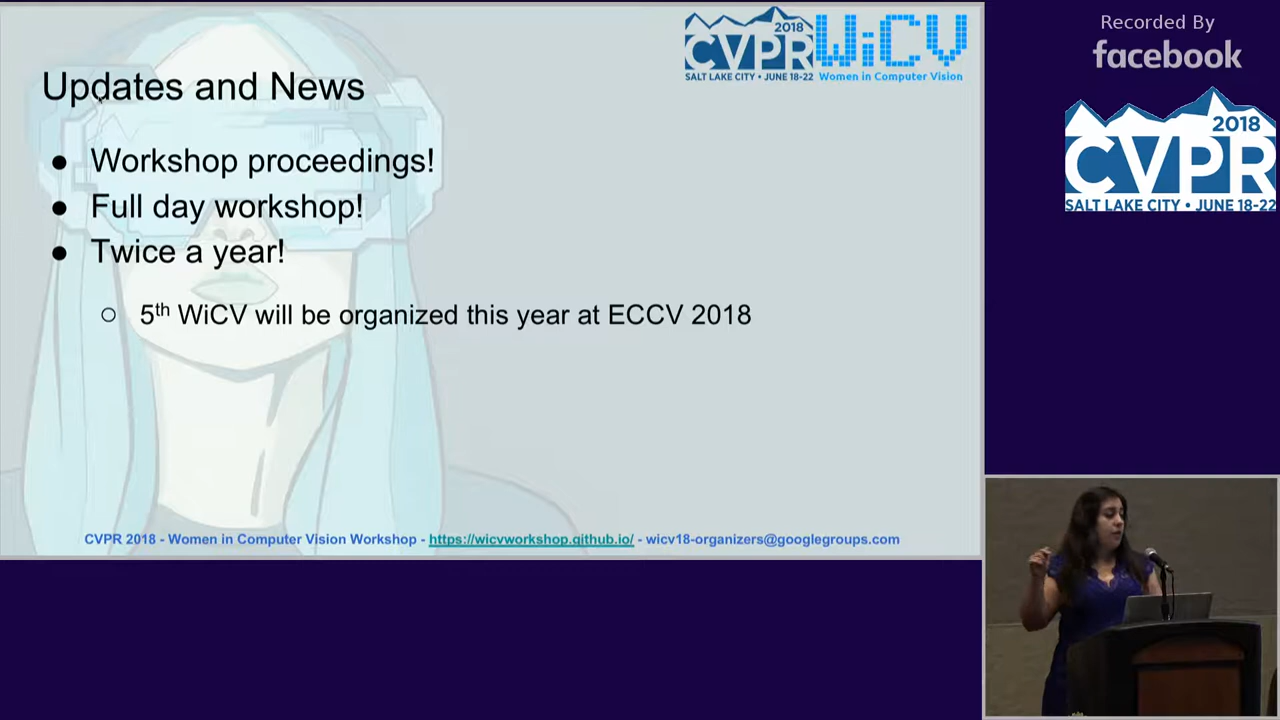 Updates and News
● Workshop proceedings!
● Full day workshop!
● Twice a year!
○ 5th WiCV will be organized this year at ECCV 2018
CVPR 2018 - Women in Computer Vision Workshop - https://wicvworkshop.github.io/ - wicv18-organizers@googlegroups.com
2018
CVPR
SALT LAKE CITY • JUNE 18-22
WiCV
Women in Computer Vision
Recorded By
facebook
2018
CVPR
SALT LAKE CITY • JUNE 18-22